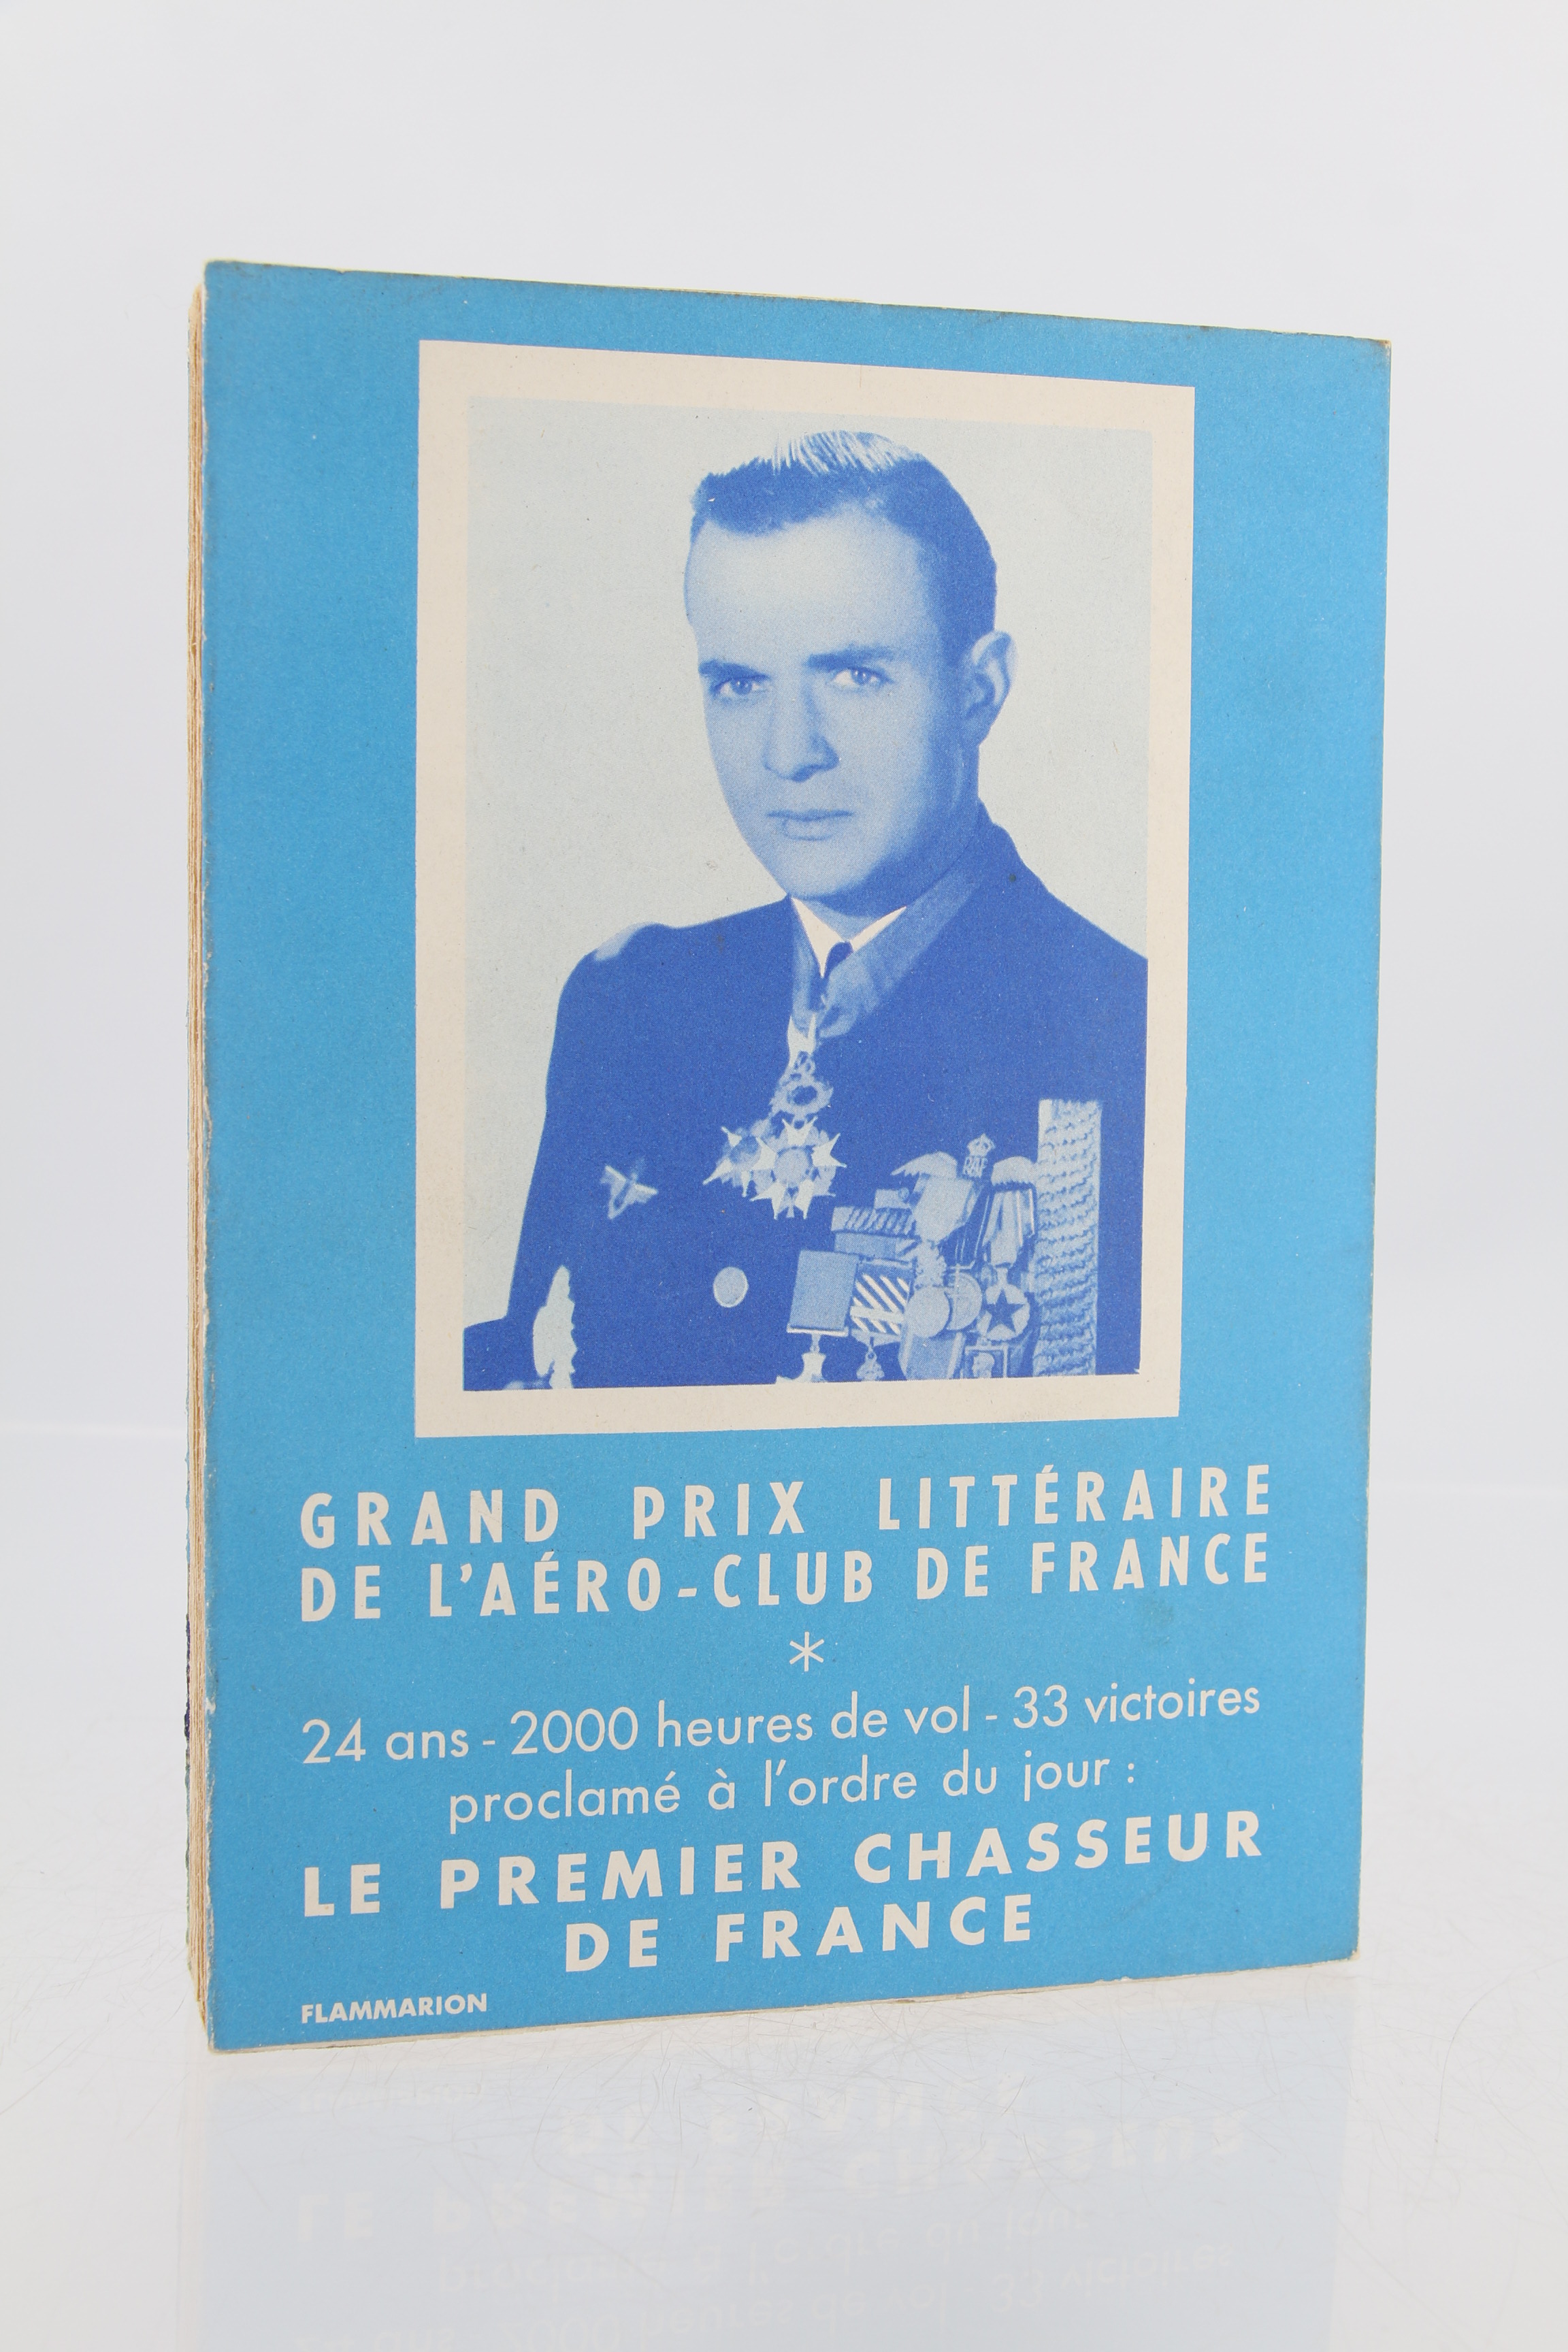 RAF
GRAND PRIX LITTÉRAIRE
DE L'AÉRO-CLUB DE FRANCE
*
24 ans - 2000 heures de vol - 33 victoires
proclamé à l'ordre du jour :
LE PREMIER CHASSEUR
DE FRANCE
FLAMMARION